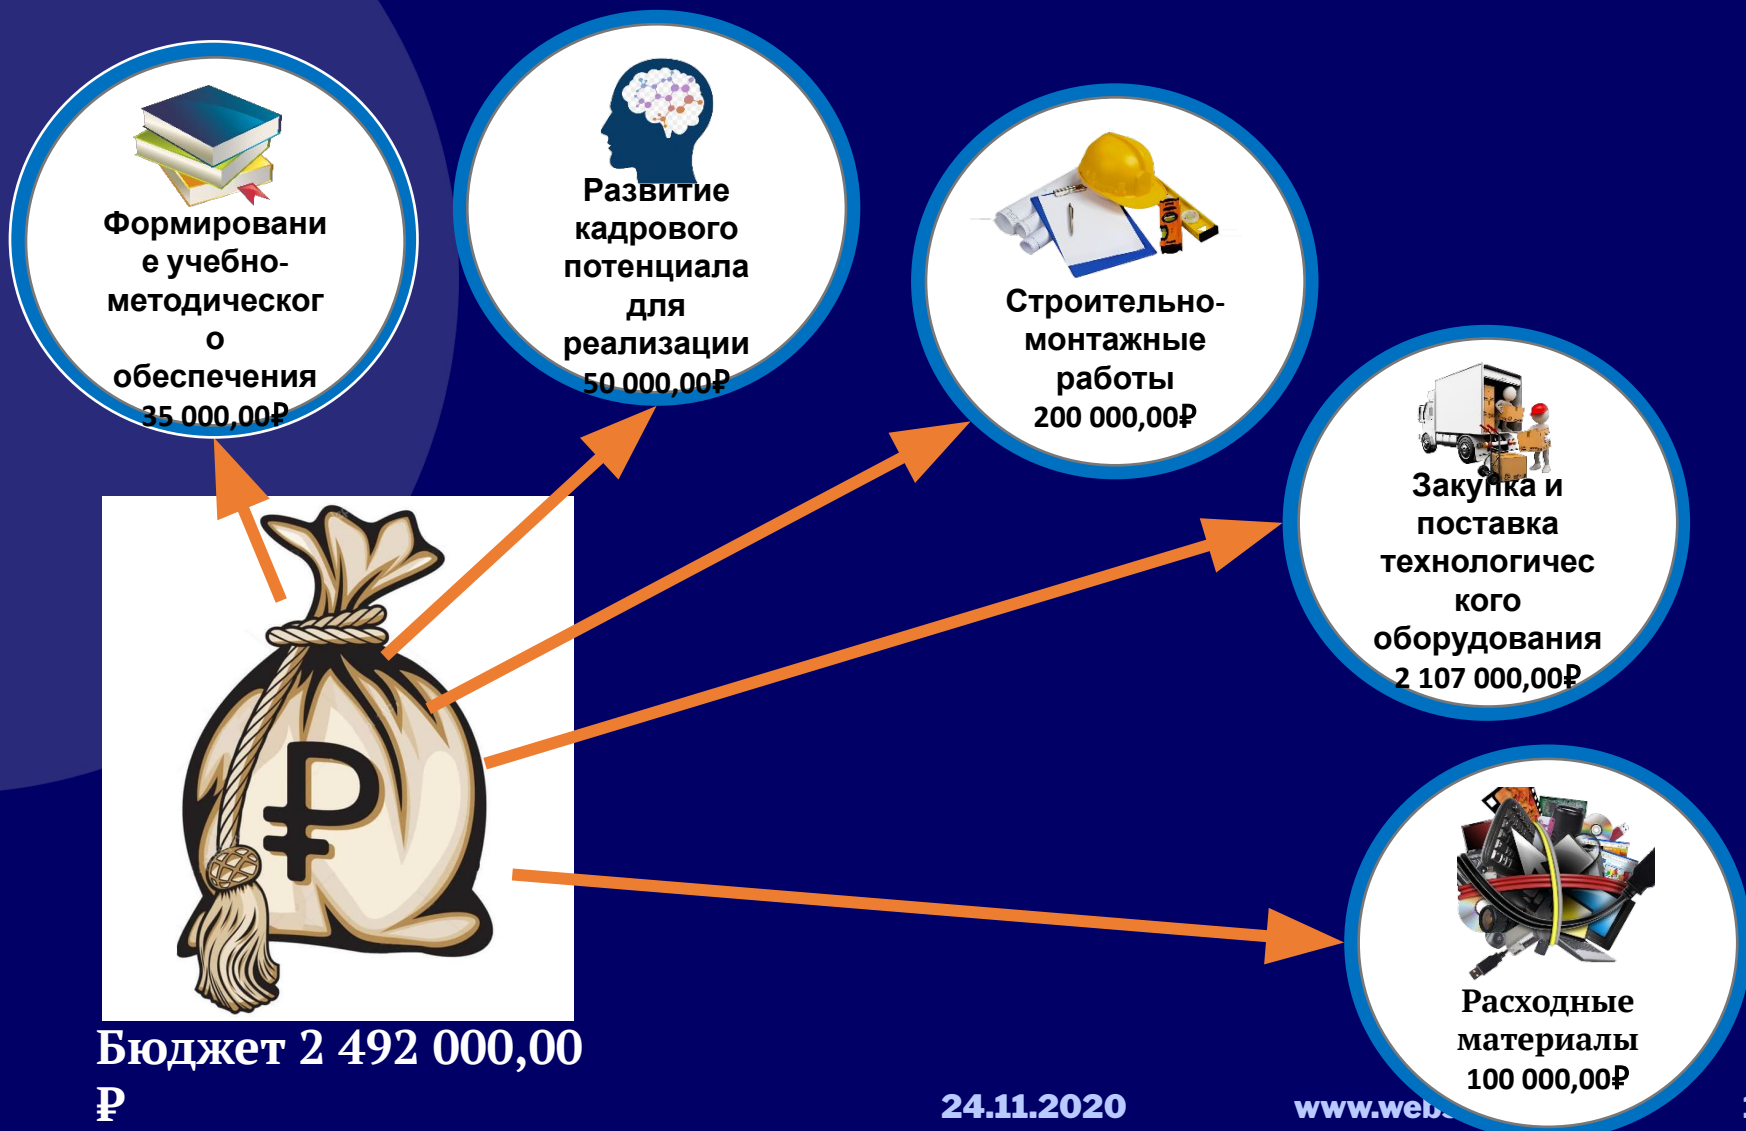 Формировани
е учебно-
методическог
о
обеспечения
35 000,00₽
Развитие
кадрового
потенциала
для
реализации
50 000,00₽
Строительно-
монтажные
работы
200 000,00₽
Закупка и
поставка
технологичес
кого
оборудования
2 107 000,00₽
Расходные
материалы
100 000,00₽
Бюджет 2 492 000,00
₽
24.11.2020